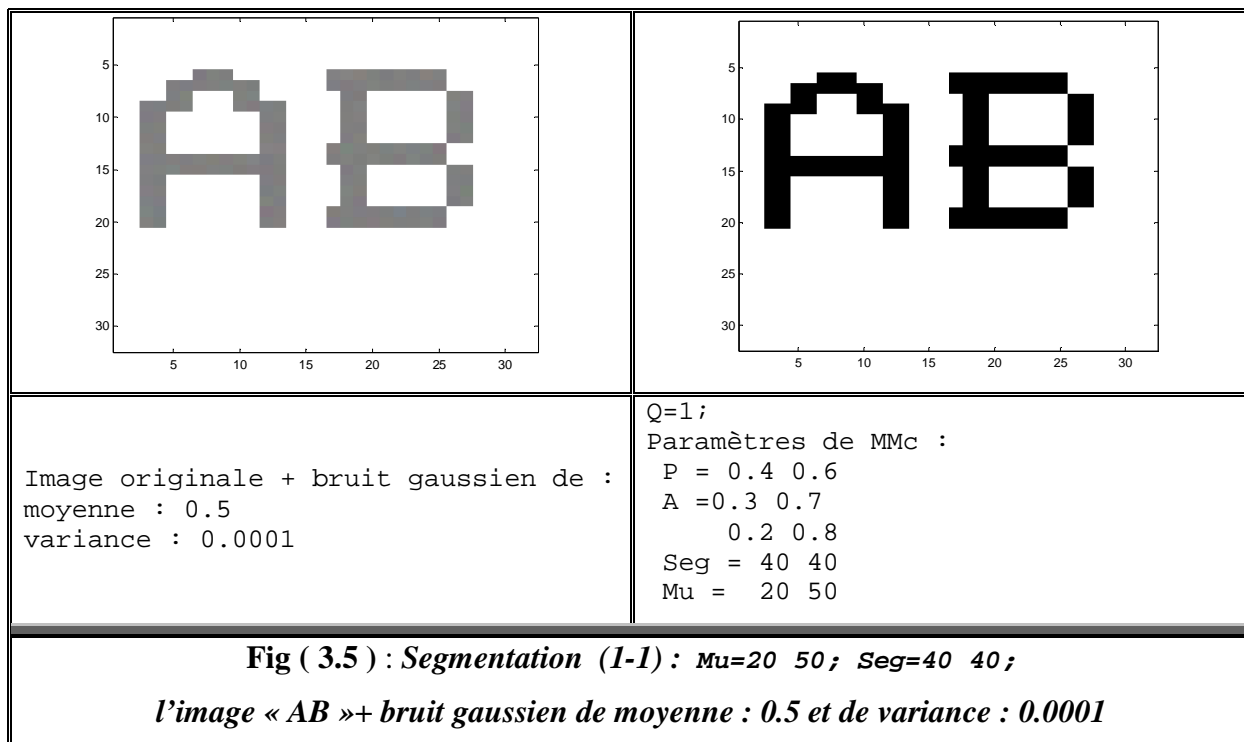 5
10
15
20
25
30
5 10 15 20 25 30
AB
5
10
15
20
25
30
5 10 15 20 25 30
AB
Image originale + bruit gaussien de :
moyenne : 0.5
variance : 0.0001
Q=1;
Paramètres de MMc :
P = 0.4 0.6
A =0.3 0.7
0.2 0.8
Seg = 40 40
Mu = 20 50
Fig ( 3.5 ) : Segmentation (1-1) : Mu=20 50; Seg=40 40;
l'image « AB »+ bruit gaussien de moyenne : 0.5 et de variance : 0.0001